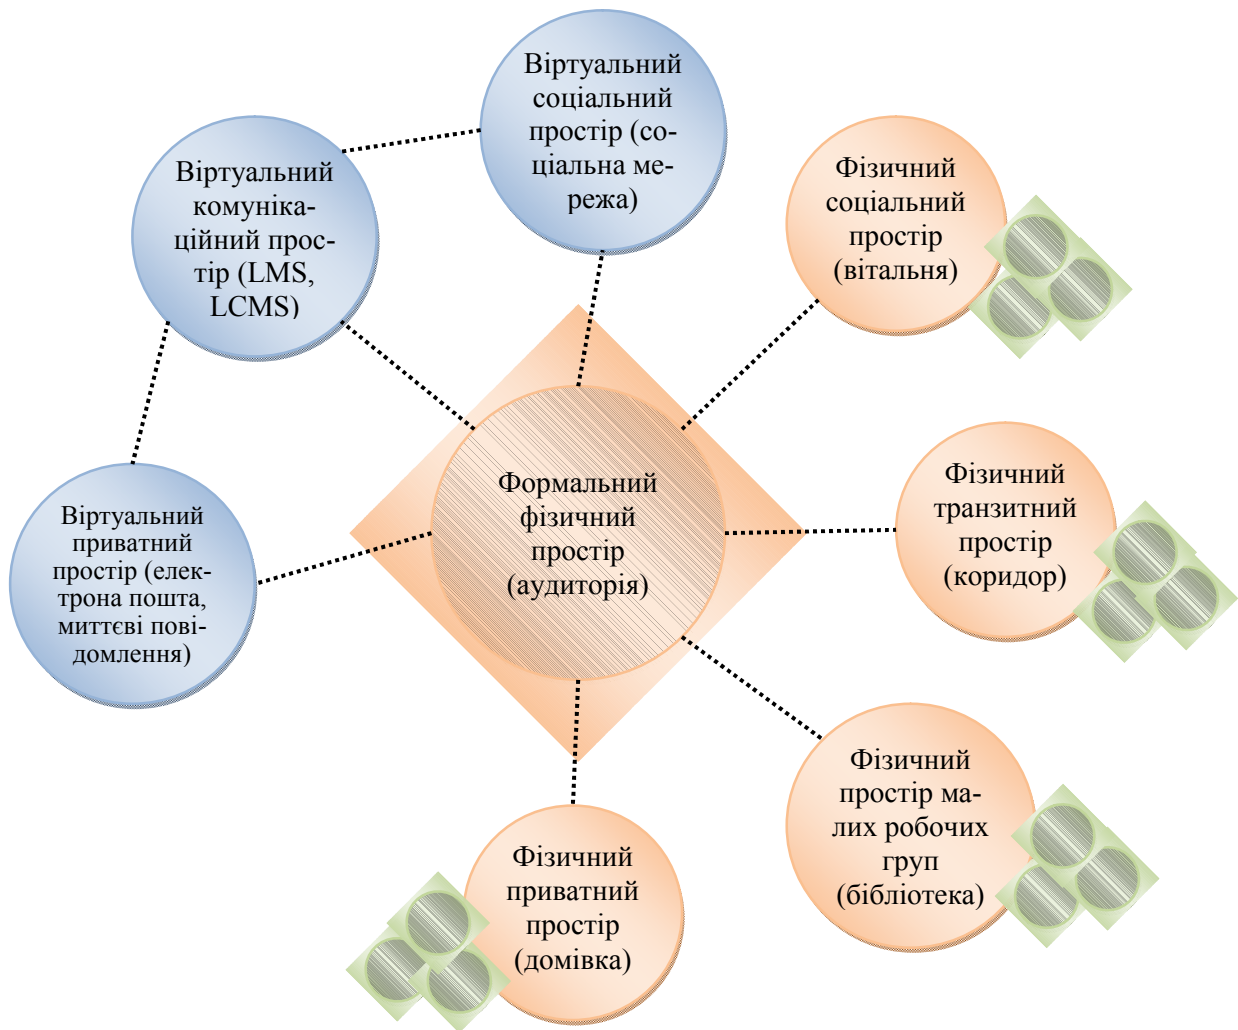 Віртуальний
соціальний
простір (со-
ціальна ме-
режа)
Віртуальний
комуніка-
ційний прос-
тір (LMS,
LCMS)
Фізичний
соціальний
простір
(вітальня)
Формальний
фізичний
простір
(аудиторія)
Фізичний
транзитний
простір
(коридор)
Віртуальний
приватний
простір (елек-
трона пошта,
миттєві пові-
домлення)
Фізичний
простір ма-
лих робочих
груп
(бібліотека)
Фізичний
приватний
простір
(домівка)